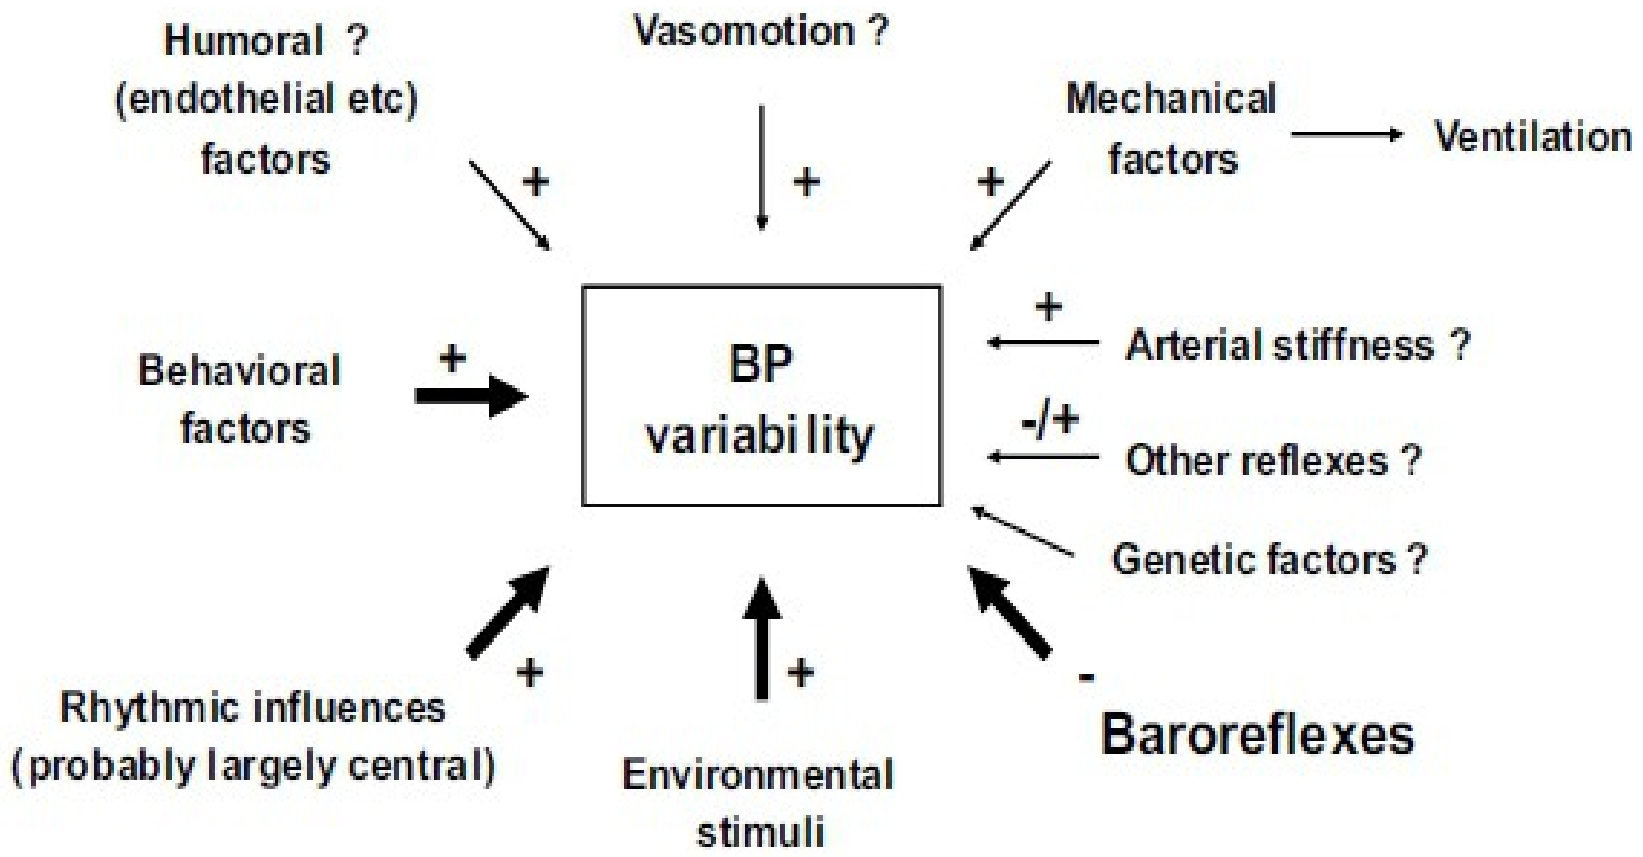 Humoral ?
(endothelial etc)
factors
+
Vasomotion ?
+
Mechanical
factors
+
Ventilation
Behavioral
factors
+
BP
variability
+
Arterial stiffness ?
-/+
Other reflexes ?
Genetic factors ?
Rhythmic influences
(probably largely central)
+
Environmental
stimuli
+
-
Baroreflexes